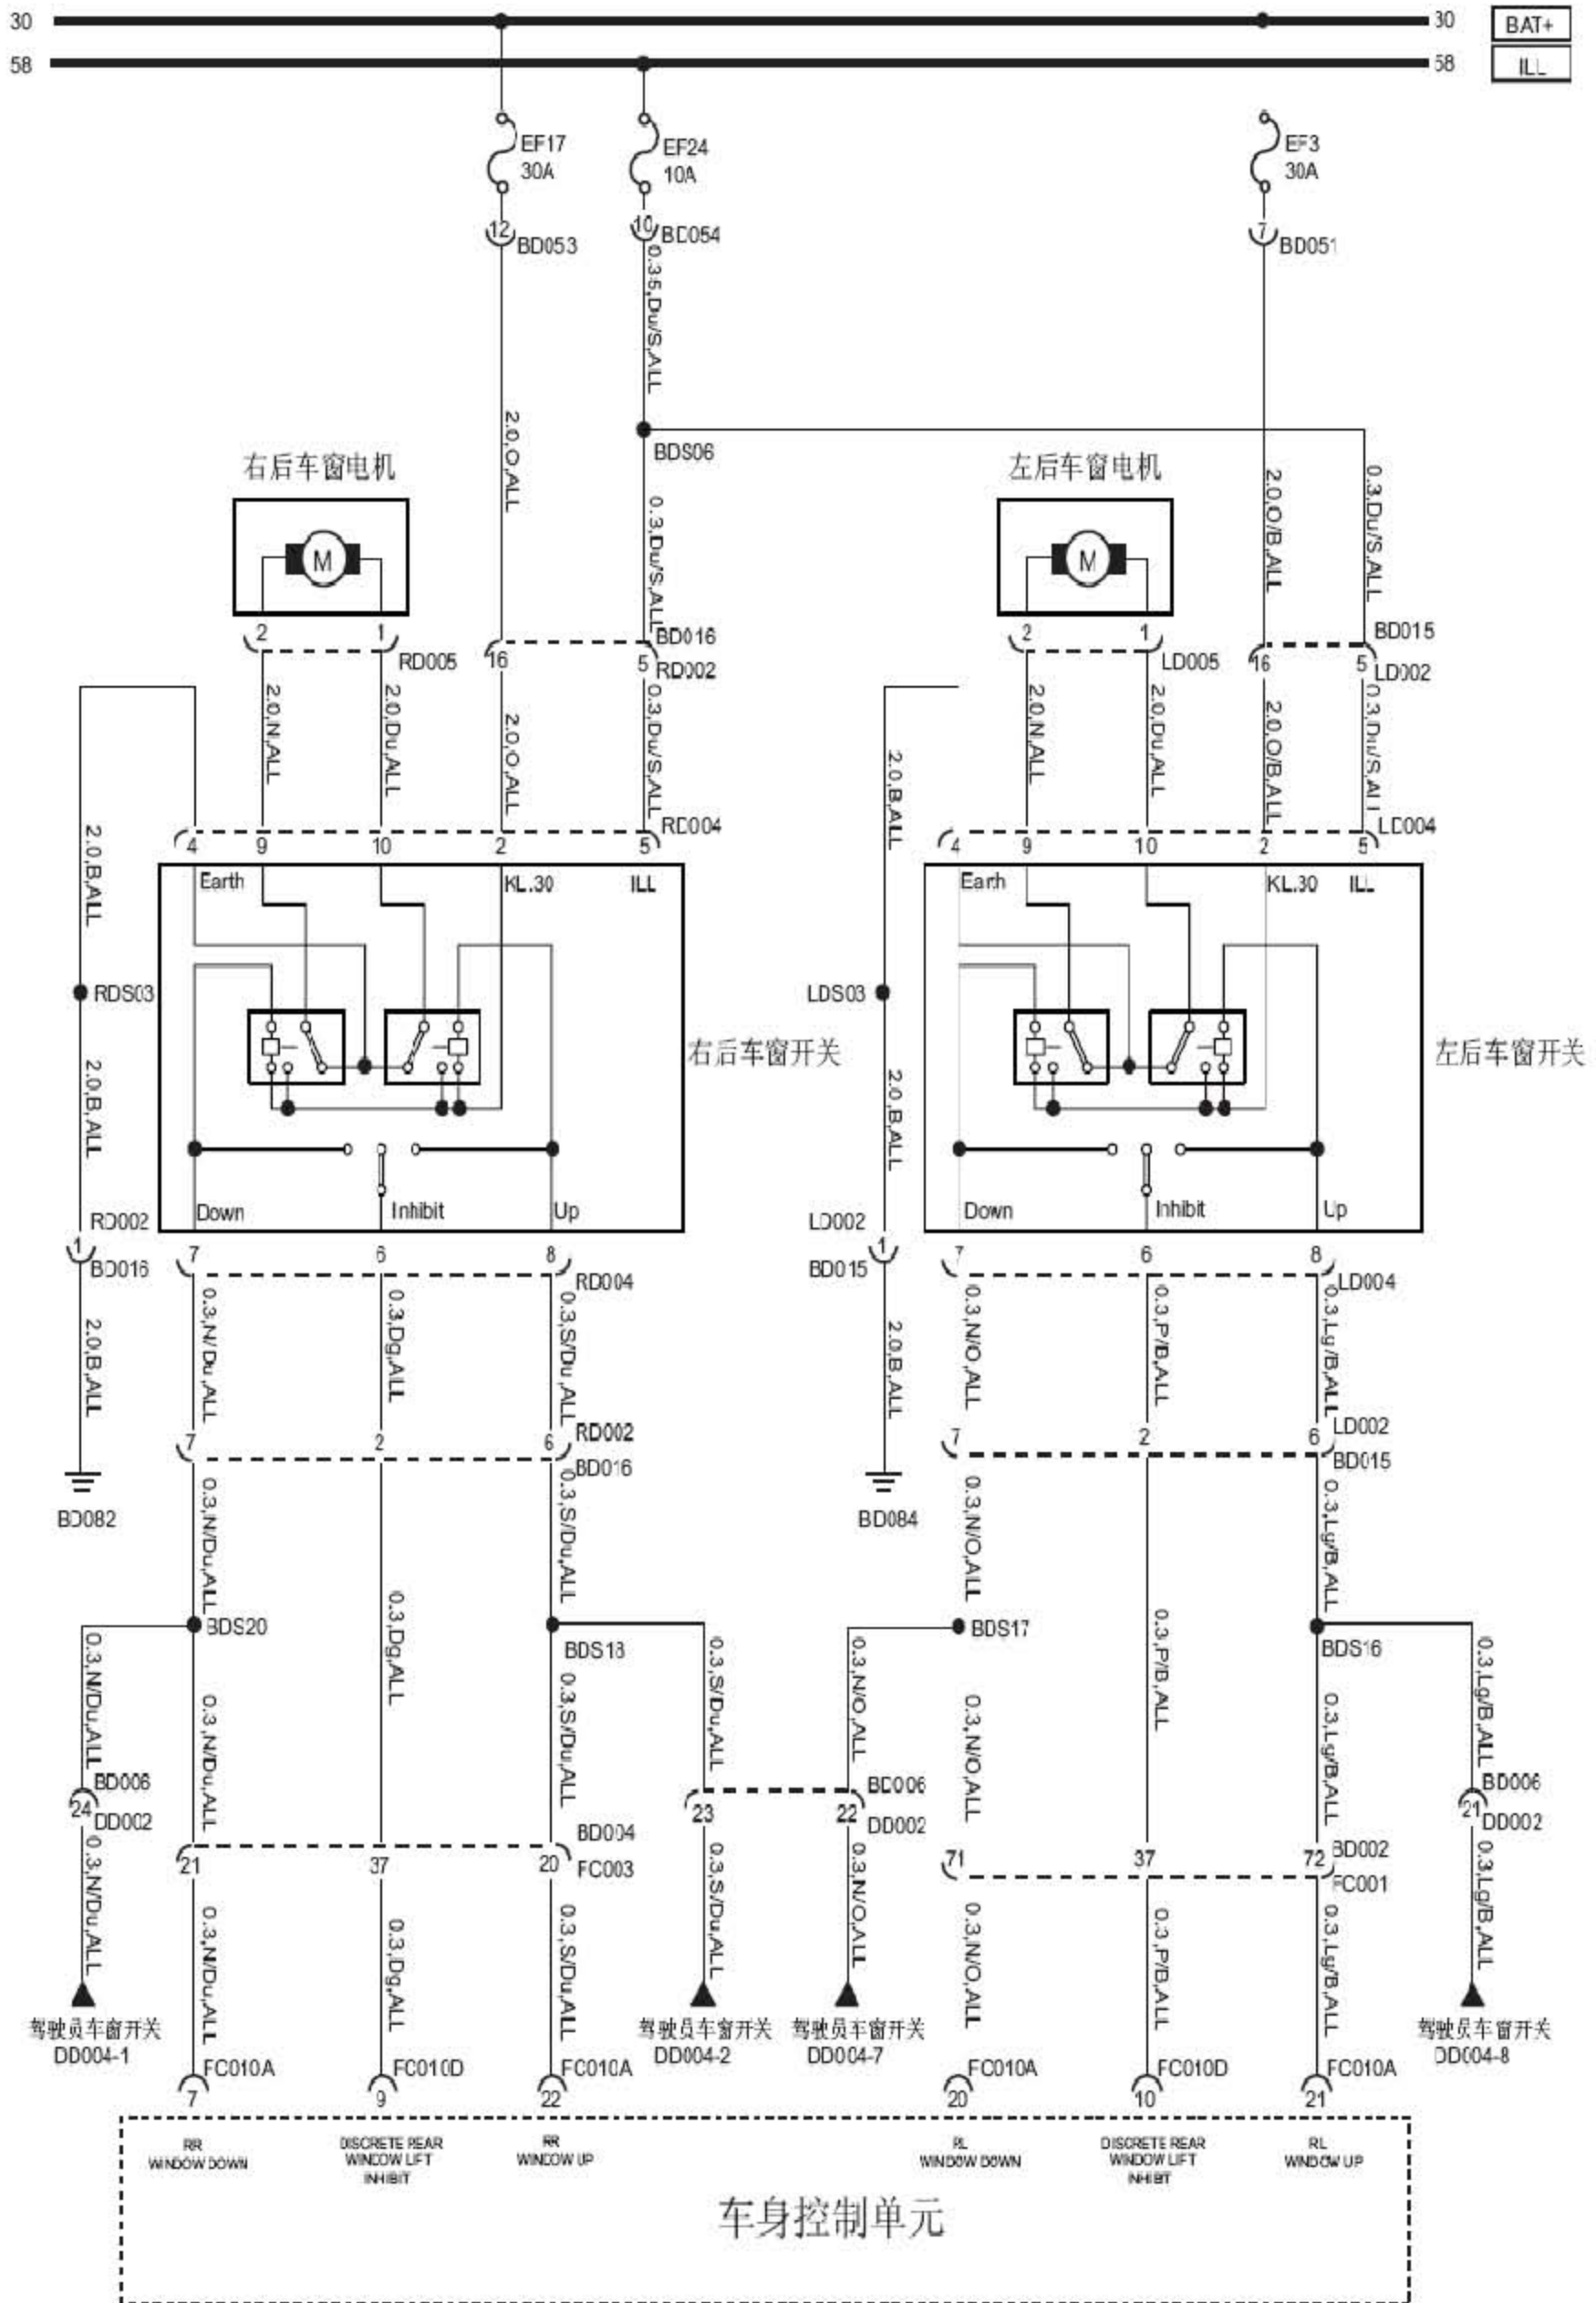 30
30
BAT+
58
58
ILL
EF17
30A
EF24
10A
EF3
30A
12
BD053
10
BD054
7
BD051
0.35,Du/S,ALL
2.0,O,ALL
BDS06
右后车窗电机
左后车窗电机
0.3,Du/S,ALL
2.0,O/B,ALL
0.3,Du/S,ALL
M
M
2
1
RD005
16
BD016
5
RD002
2
1
LD005
16
BD015
5
LD002
2.0,N,ALL
2.0,Du,ALL
2.0,O,ALL
0.3,Du/S,ALL
2.0,N,ALL
2.0,Du,ALL
2.0,O/B,ALL
0.3,Du/S,ALL
2.0,B,ALL
2.0,B,ALL
RD004
LD004
4
9
10
2
5
4
9
10
2
5
Earth
KL.30
ILL
Earth
KL.30
ILL
RDS03
LDS03
右后车窗开关
左后车窗开关
2.0,B,ALL
2.0,B,ALL
Down
Inhibit
Up
Down
Inhibit
Up
RD002
1
BD016
LD002
1
BD015
7
6
8
RD004
7
6
8
LD004
2.0,B,ALL
0.3,N/Du,ALL
0.3,Dg,ALL
0.3,S/Du,ALL
2.0,B,ALL
0.3,N/O,ALL
0.3,P/B,ALL
0.3,Lg/B,ALL
7
2
6
RD002
BD016
7
2
6
LD002
BD015
BD082
BD084
0.3,N/Du,ALL
0.3,Dg,ALL
0.3,S/Du,ALL
0.3,N/O,ALL
0.3,P/B,ALL
0.3,Lg/B,ALL
BDS20
BDS18
BDS17
BDS16
0.3,N/Du,ALL
0.3,N/Du,ALL
0.3,S/Du,ALL
0.3,S/Du,ALL
0.3,N/O,ALL
0.3,N/O,ALL
0.3,Lg/B,ALL
0.3,Lg/B,ALL
BD006
24
DD002
23
BD006
22
DD002
BD006
21
DD002
BD004
21
37
20
FC003
BD002
71
37
72
FC001
0.3,N/Du,ALL
0.3,N/Du,ALL
0.3,Dg,ALL
0.3,S/Du,ALL
0.3,S/Du,ALL
0.3,N/O,ALL
0.3,N/O,ALL
0.3,P/B,ALL
0.3,Lg/B,ALL
0.3,Lg/B,ALL
驾驶员车窗开关
DD004-1
驾驶员车窗开关
DD004-2
驾驶员车窗开关
DD004-7
驾驶员车窗开关
DD004-8
FC010A
7
FC010D
9
FC010A
22
FC010A
20
FC010D
10
FC010A
21
RR
WINDOW DOWN
DISCRETE REAR
WINDOW LIFT
INHIBIT
RR
WINDOW UP
RL
WINDOW DOWN
DISCRETE REAR
WINDOW LIFT
INHIBIT
RL
WINDOW UP
车身控制单元